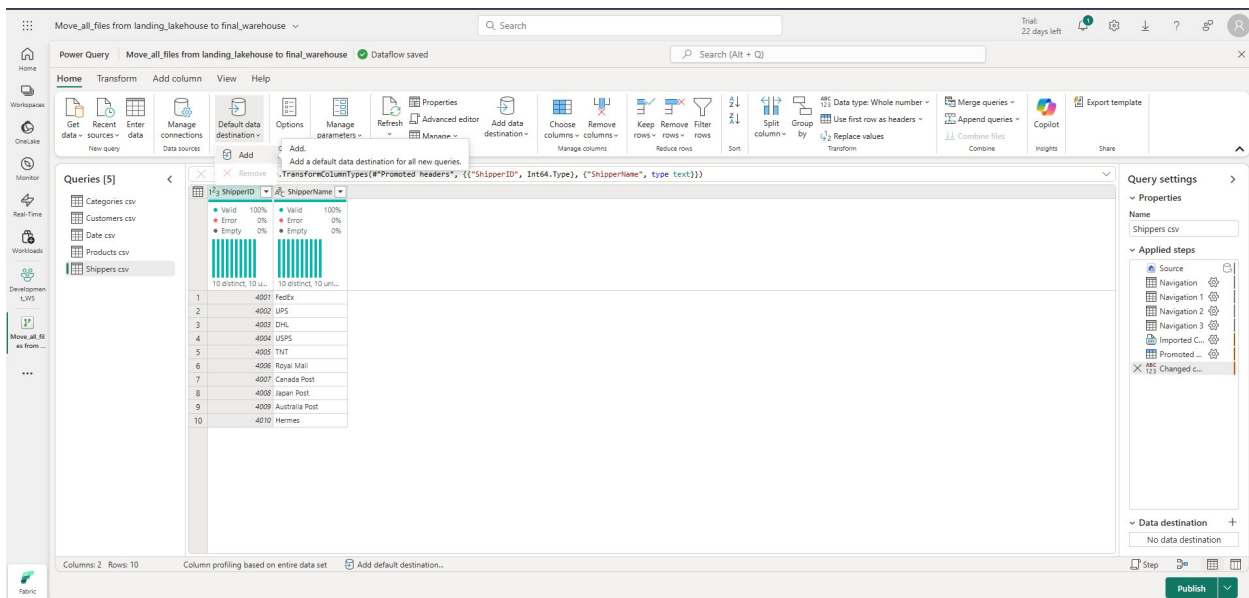 Move_all_files from landing_lakehouse to final_warehouse
Search
Trial:
22 days left
1
?
A
Power Query
Move_all_files from landing_lakehouse to final_warehouse
Dataflow saved
Search (Alt + Q)
Home
Workspaces
OneLake
Monitor
Real-Time
Workloads
Developmen
t_WS
Move_all_fil
es from ...
Fabric
Home
Transform
Add column
View
Help
Get
data
Recent
sources
Enter
data
New query
Manage
connections
Data sources
Default data
destination
Options
Manage
parameters
Refresh
Properties
Advanced editor
Manage
Add data
destination
Choose
columns
Remove
columns
Manage columns
Keep
rows
Remove
rows
Filter
rows
Reduce rows
Sort
Split
column
Group
by
Data type: Whole number
Use first row as headers
Replace values
Transform
Merge queries
Append queries
Combine files
Combine
Copilot
Insights
Export template
Share
Add
Remove
Add.
Add a default data destination for all new queries.
.TransformColumnTypes(#"Promoted headers", {{"ShipperID", Int64.Type}, {"ShipperName", type text}})
Queries [5]
Categories csv
Customers csv
Date csv
Products csv
Shippers csv
ShipperID
ShipperName
Valid 100%
Error 0%
Empty 0%
Valid 100%
Error 0%
Empty 0%
10 distinct, 10 u...
10 distinct, 10 uni...
1 4001 FedEx
2 4002 UPS
3 4003 DHL
4 4004 USPS
5 4005 TNT
6 4006 Royal Mail
7 4007 Canada Post
8 4008 Japan Post
9 4009 Australia Post
10 4010 Hermes
Query settings
Properties
Name
Shippers csv
Applied steps
Source
Navigation
Navigation 1
Navigation 2
Navigation 3
Imported C...
Promoted ...
Changed c...
Data destination
No data destination
Columns: 2 Rows: 10
Column profiling based on entire data set
Add default destination...
Step
Publish